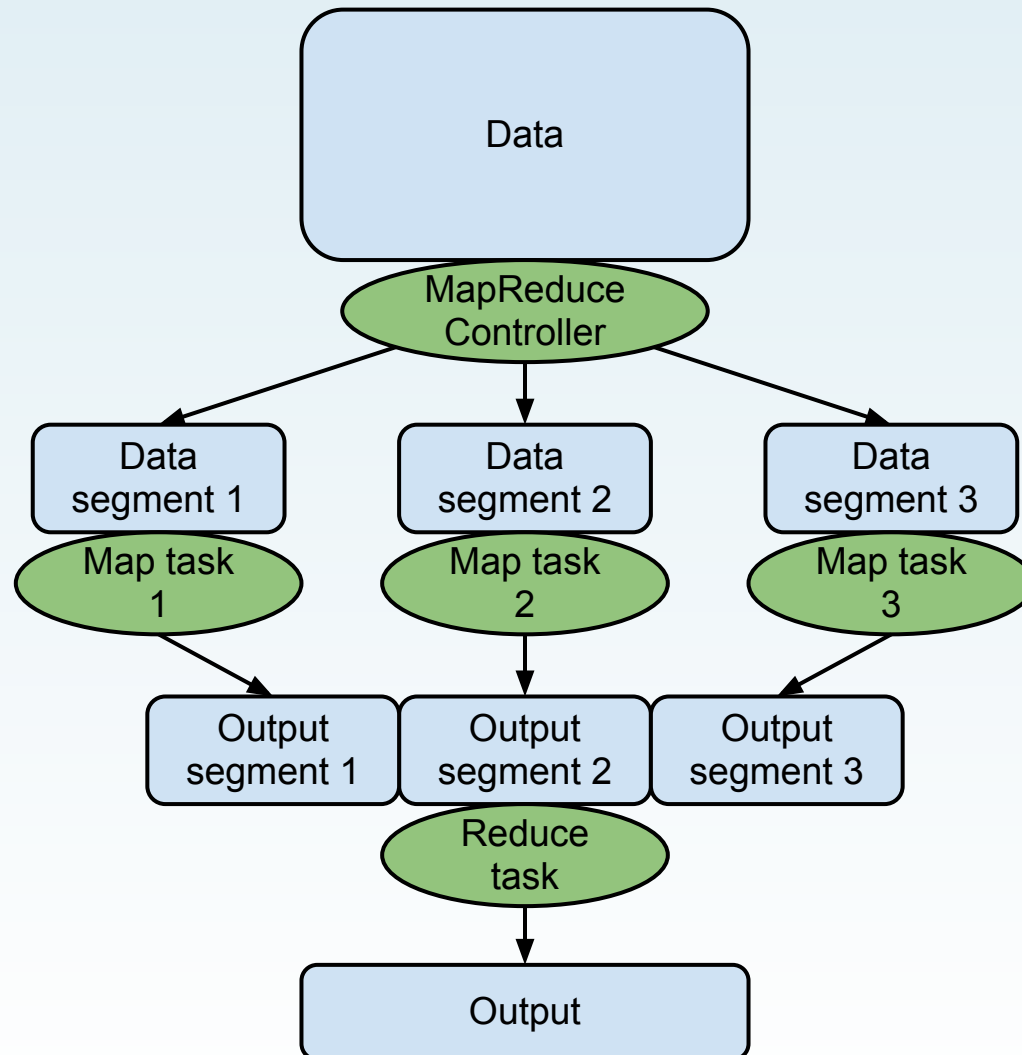 Data
MapReduce
Controller
Data
segment 1
Data
segment 2
Data
segment 3
Map task
1
Map task
2
Map task
3
Output
segment 1
Output
segment 2
Output
segment 3
Reduce
task
Output